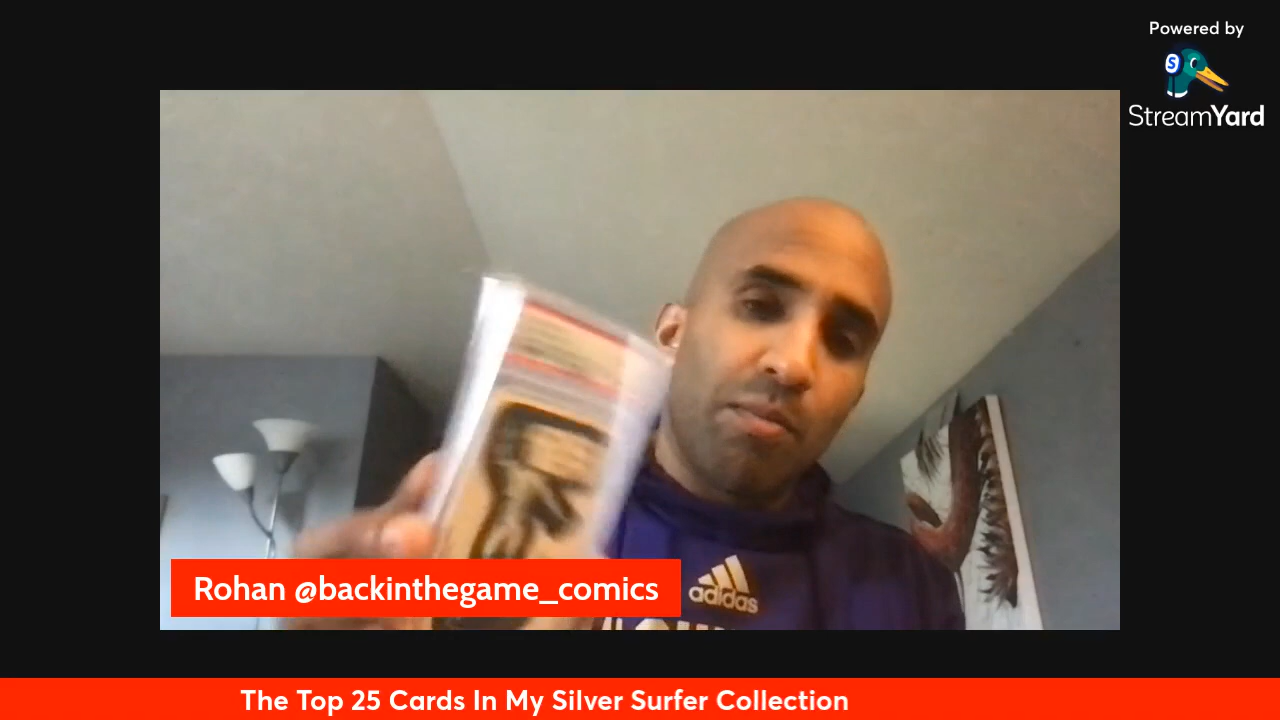 Powered by
S
StreamYard
adidas
Rohan @backinthegame_comics
The Top 25 Cards In My Silver Surfer Collection